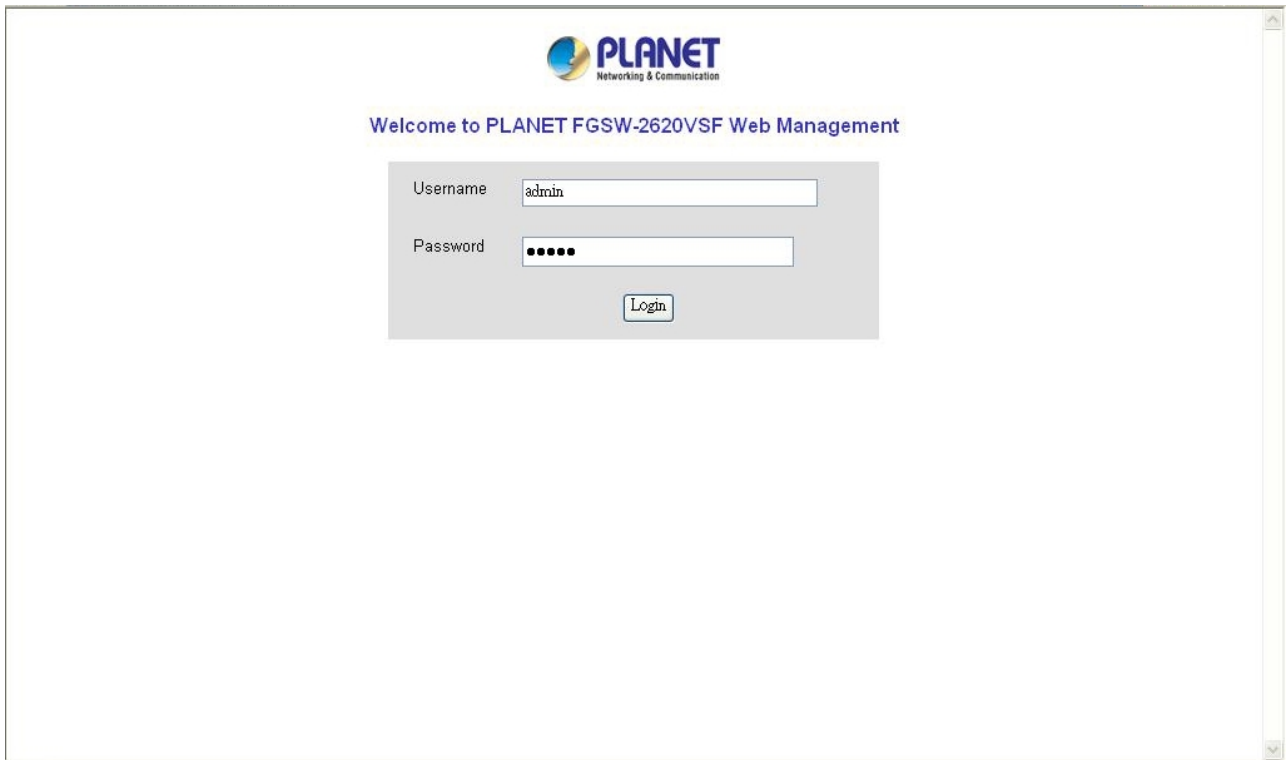 PLANET
Networking & Communication
Welcome to PLANET FGSW-2620VSF Web Management
Username admin
Password ●●●●●
Login